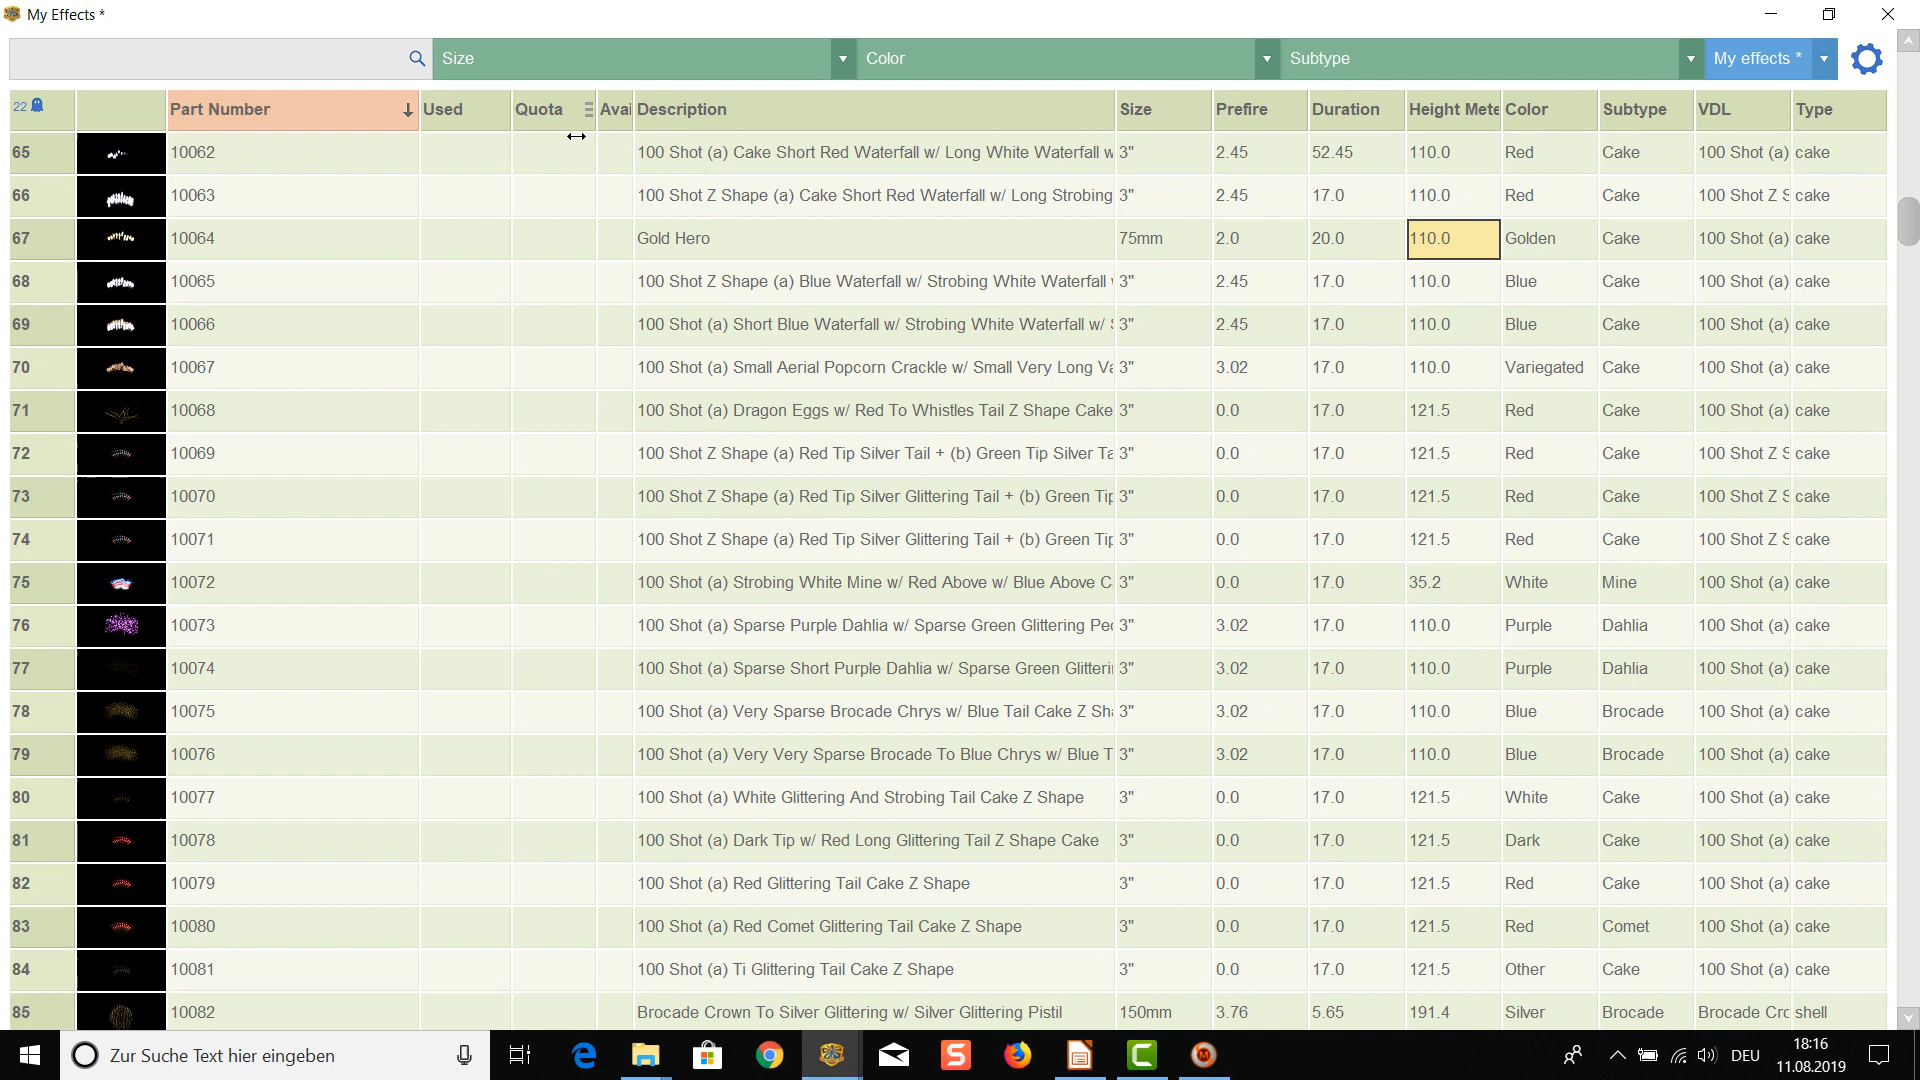 My Effects *
Size Color Subtype My effects *
22 Part Number Used Quota Avai Description Size Prefire Duration Height Mete Color Subtype VDL Type
65 10062 100 Shot (a) Cake Short Red Waterfall w/ Long White Waterfall w 3" 2.45 52.45 110.0 Red Cake 100 Shot (a) cake
66 10063 100 Shot Z Shape (a) Cake Short Red Waterfall w/ Long Strobing 3" 2.45 17.0 110.0 Red Cake 100 Shot Z S cake
67 10064 Gold Hero 75mm 2.0 20.0 110.0 Golden Cake 100 Shot (a) cake
68 10065 100 Shot Z Shape (a) Blue Waterfall w/ Strobing White Waterfall 3" 2.45 17.0 110.0 Blue Cake 100 Shot (a) cake
69 10066 100 Shot (a) Short Blue Waterfall w/ Strobing White Waterfall w/ 3" 2.45 17.0 110.0 Blue Cake 100 Shot (a) cake
70 10067 100 Shot (a) Small Aerial Popcorn Crackle w/ Small Very Long Va 3" 3.02 17.0 110.0 Variegated Cake 100 Shot (a) cake
71 10068 100 Shot (a) Dragon Eggs w/ Red To Whistles Tail Z Shape Cake 3" 0.0 17.0 121.5 Red Cake 100 Shot (a) cake
72 10069 100 Shot Z Shape (a) Red Tip Silver Tail + (b) Green Tip Silver Ta 3" 0.0 17.0 121.5 Red Cake 100 Shot Z S cake
73 10070 100 Shot Z Shape (a) Red Tip Silver Glittering Tail + (b) Green Tip 3" 0.0 17.0 121.5 Red Cake 100 Shot Z S cake
74 10071 100 Shot Z Shape (a) Red Tip Silver Glittering Tail + (b) Green Tip 3" 0.0 17.0 121.5 Red Cake 100 Shot Z S cake
75 10072 100 Shot (a) Strobing White Mine w/ Red Above w/ Blue Above C 3" 0.0 17.0 35.2 White Mine 100 Shot (a) cake
76 10073 100 Shot (a) Sparse Purple Dahlia w/ Sparse Green Glittering Peo 3" 3.02 17.0 110.0 Purple Dahlia 100 Shot (a) cake
77 10074 100 Shot (a) Sparse Short Purple Dahlia w/ Sparse Green Glitteri 3" 3.02 17.0 110.0 Purple Dahlia 100 Shot (a) cake
78 10075 100 Shot (a) Very Sparse Brocade Chrys w/ Blue Tail Cake Z Sha 3" 3.02 17.0 110.0 Blue Brocade 100 Shot (a) cake
79 10076 100 Shot (a) Very Very Sparse Brocade To Blue Chrys w/ Blue T 3" 3.02 17.0 110.0 Blue Brocade 100 Shot (a) cake
80 10077 100 Shot (a) White Glittering And Strobing Tail Cake Z Shape 3" 0.0 17.0 121.5 White Cake 100 Shot (a) cake
81 10078 100 Shot (a) Dark Tip w/ Red Long Glittering Tail Z Shape Cake 3" 0.0 17.0 121.5 Dark Cake 100 Shot (a) cake
82 10079 100 Shot (a) Red Glittering Tail Cake Z Shape 3" 0.0 17.0 121.5 Red Cake 100 Shot (a) cake
83 10080 100 Shot (a) Red Comet Glittering Tail Cake Z Shape 3" 0.0 17.0 121.5 Red Comet 100 Shot (a) cake
84 10081 100 Shot (a) Ti Glittering Tail Cake Z Shape 3" 0.0 17.0 121.5 Other Cake 100 Shot (a) cake
85 10082 Brocade Crown To Silver Glittering w/ Silver Glittering Pistil 150mm 3.76 5.65 191.4 Silver Brocade Brocade Crc shell
Zur Suche Text hier eingeben DEU 18:16
11.08.2019